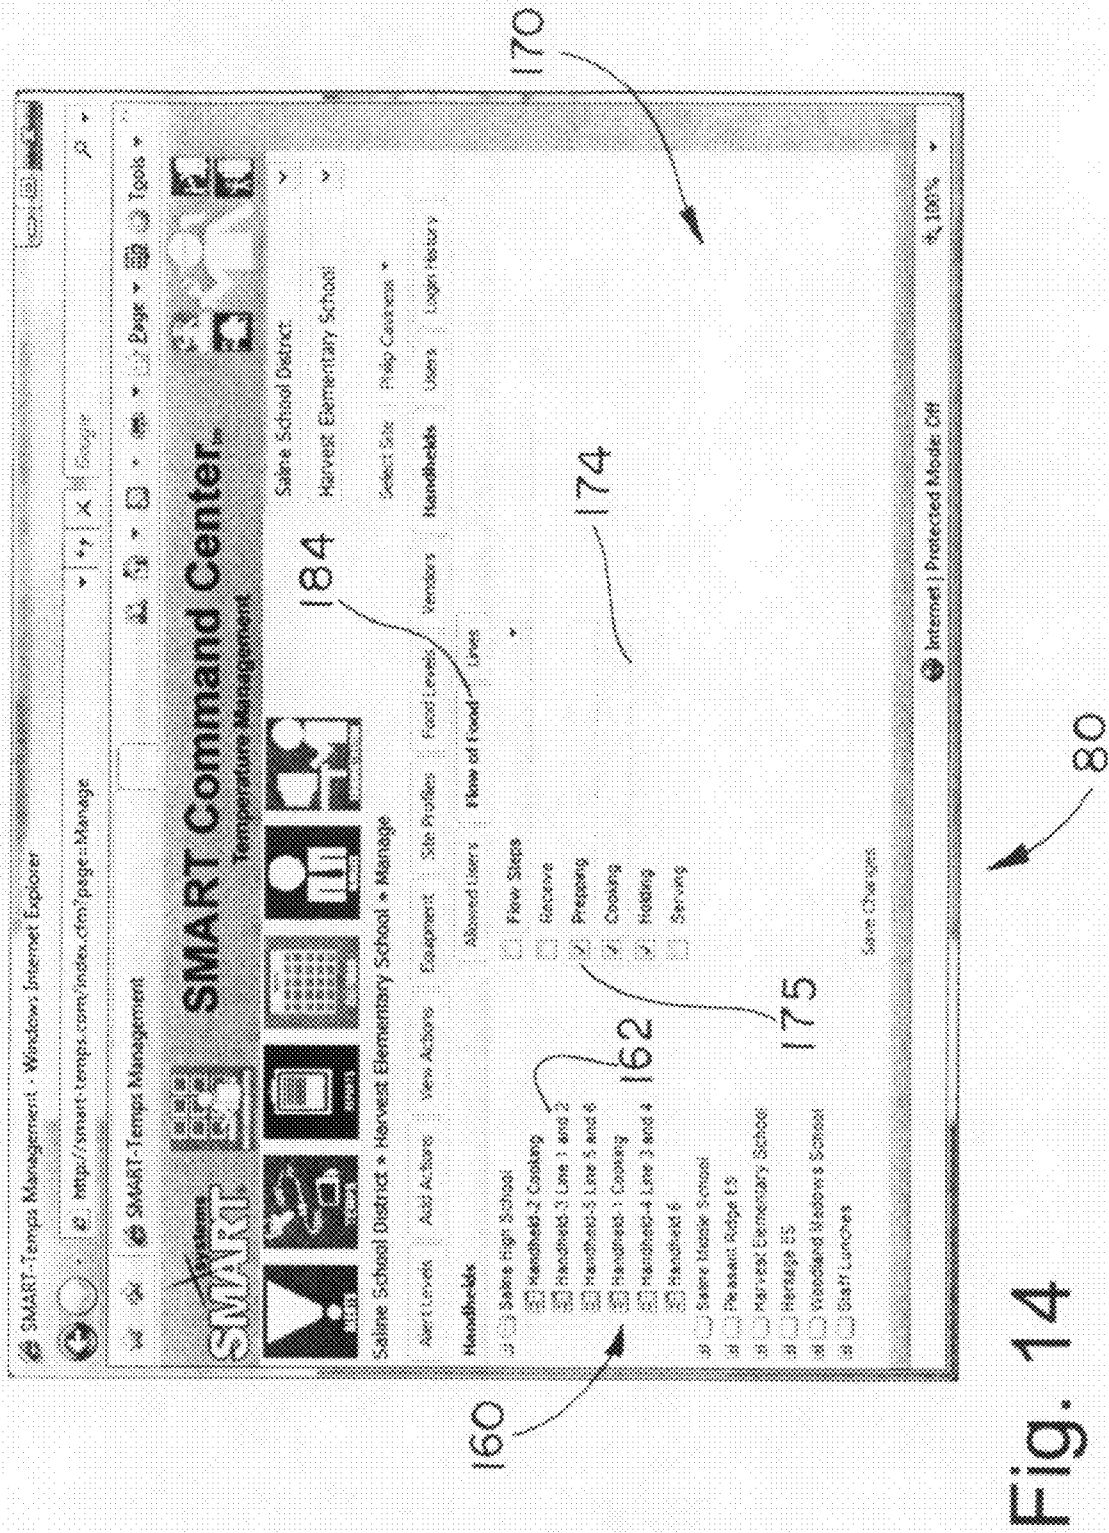 SMART-Temps Management - Windows Internet Explorer
http://smart-temps.com/index.cfm?page=Manage
Google
SMART-Temps Management
Page
Tools
systems
SMART
SMART Command Center
Temperature Management
Saline School District
Harvest Elementary School
184
Saline School District » Harvest Elementary School » Manage
Select Site
Alert Levels Add Actions View Actions Equipment Site Profiles Food Levels Vendors Handhelds Users Login History
Handhelds
Allowed Users Flow of Food Lines
Saline High School
Handheld-2 Cooking
Handheld-3 Line 1 and 2
Handheld-5 Line 5 and 6
Handheld-1 Cooking
Handheld-4 Line 3 and 4
Handheld 6
Saline Middle School
Pleasant Ridge ES
Harvest Elementary School
Heritage ES
Woodland Meadows School
Staff Lunches
Flow Steps
Receive
Prepping
Cooking
Holding
Serving
Save Changes
Internet | Protected Mode: Off
100%
160
162
175
174
170
80
Fig. 14